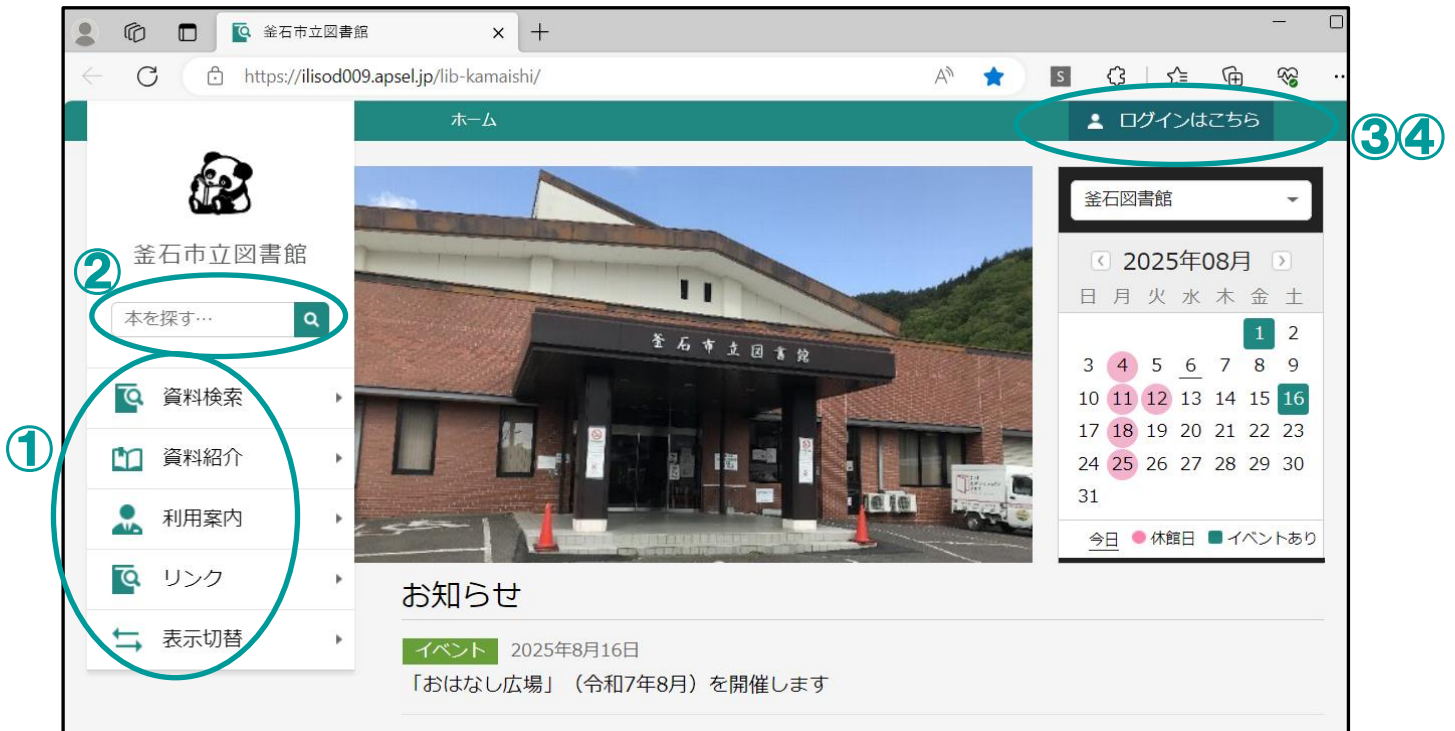 釜石市立図書館
https://ilisod009.apsel.jp/lib-kamaishi/
ホーム
ログインはこちら
③④
釜石市立図書館
②
本を探す…
①
資料検索
資料紹介
利用案内
リンク
表示切替
釜石市立図書館
釜石図書館
2025年08月
日 月 火 水 木 金 土
1 2
3 4 5 6 7 8 9
10 11 12 13 14 15 16
17 18 19 20 21 22 23
24 25 26 27 28 29 30
31
今日 休館日 イベントあり
お知らせ
イベント 2025年8月16日
「おはなし広場」（令和7年8月）を開催します